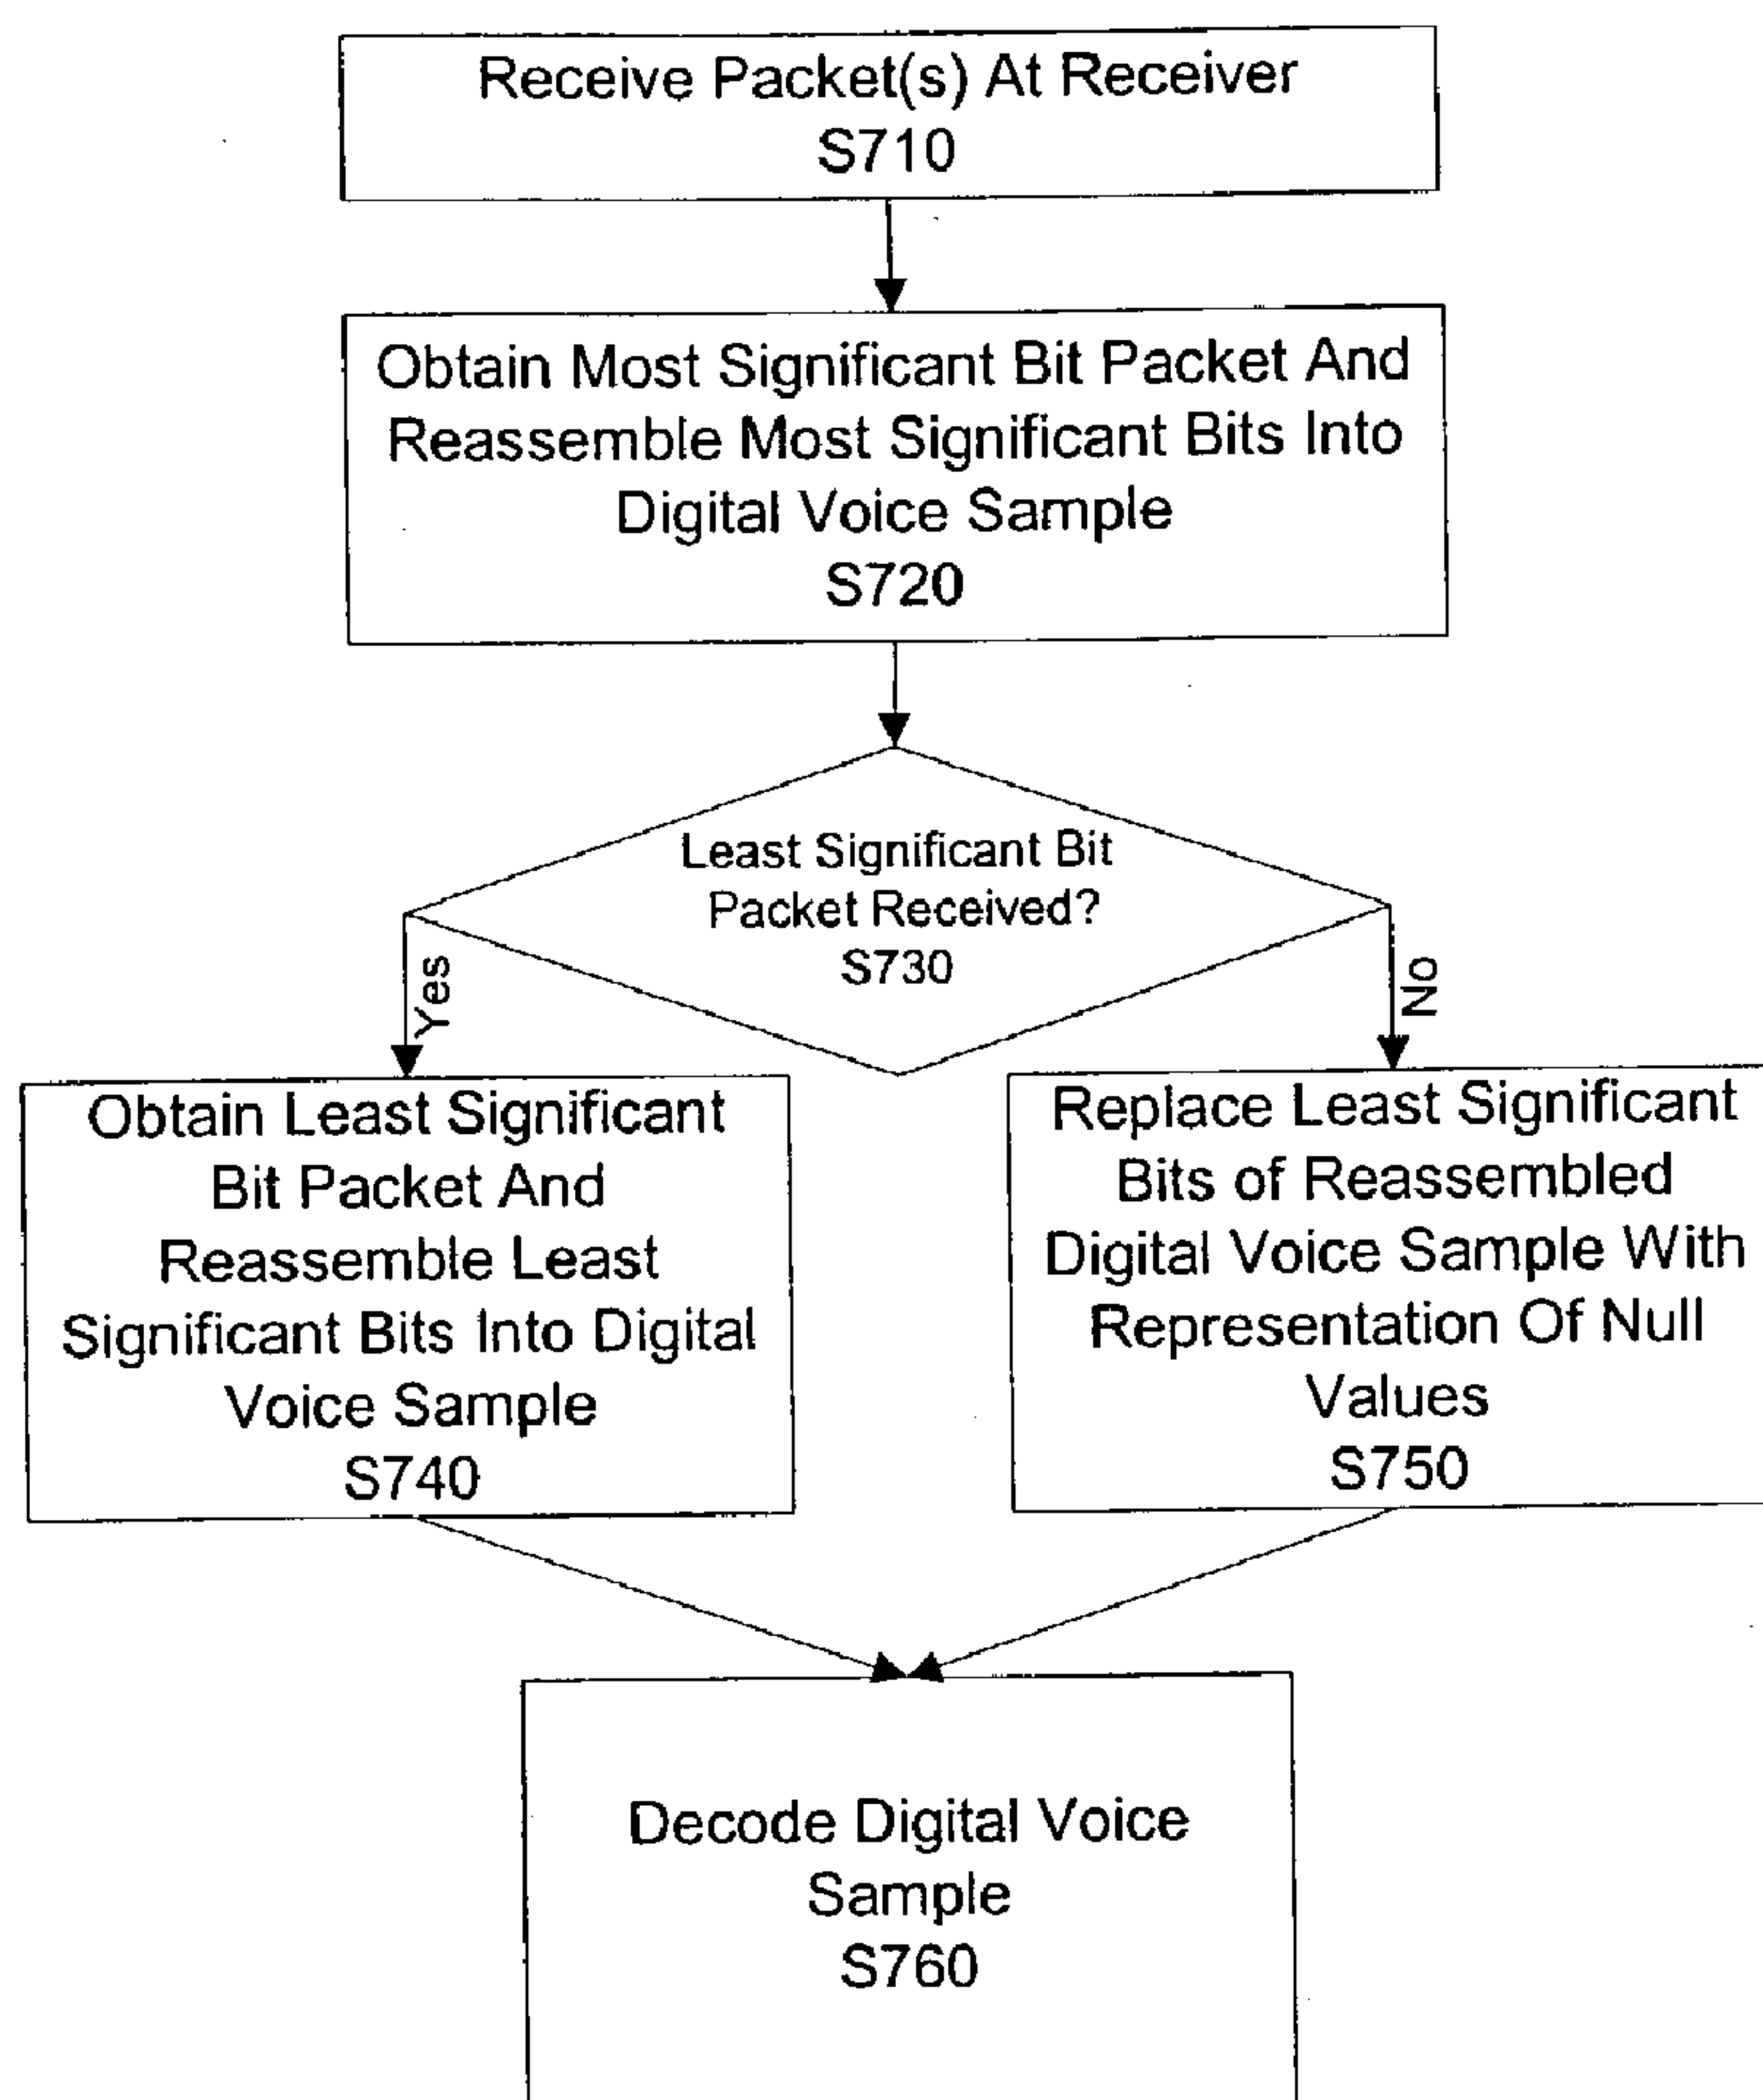 Receive Packet(s) At Receiver
S710
Obtain Most Significant Bit Packet And
Reassemble Most Significant Bits Into
Digital Voice Sample
S720
Least Significant Bit
Packet Received?
S730
Yes
No
Obtain Least Significant
Bit Packet And
Reassemble Least
Significant Bits Into Digital
Voice Sample
S740
Replace Least Significant
Bits of Reassembled
Digital Voice Sample With
Representation Of Null
Values
S750
Decode Digital Voice
Sample
S760